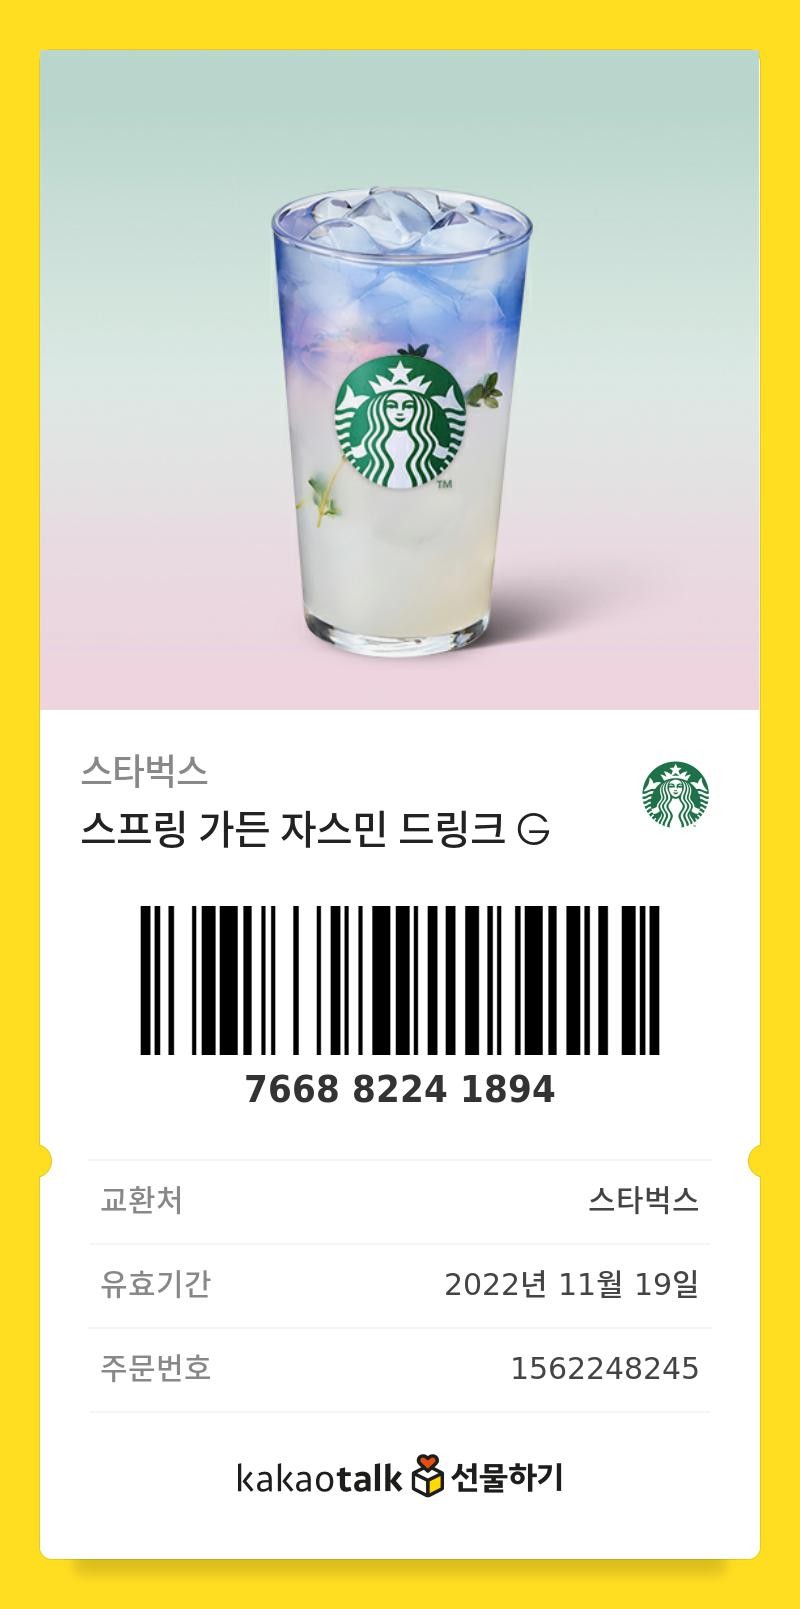 TM
스타벅스
스프링 가든 자스민 드링크 G
7668 8224 1894
교환처 스타벅스
유효기간 2022년 11월 19일
주문번호 1562248245
kakaotalk 선물하기